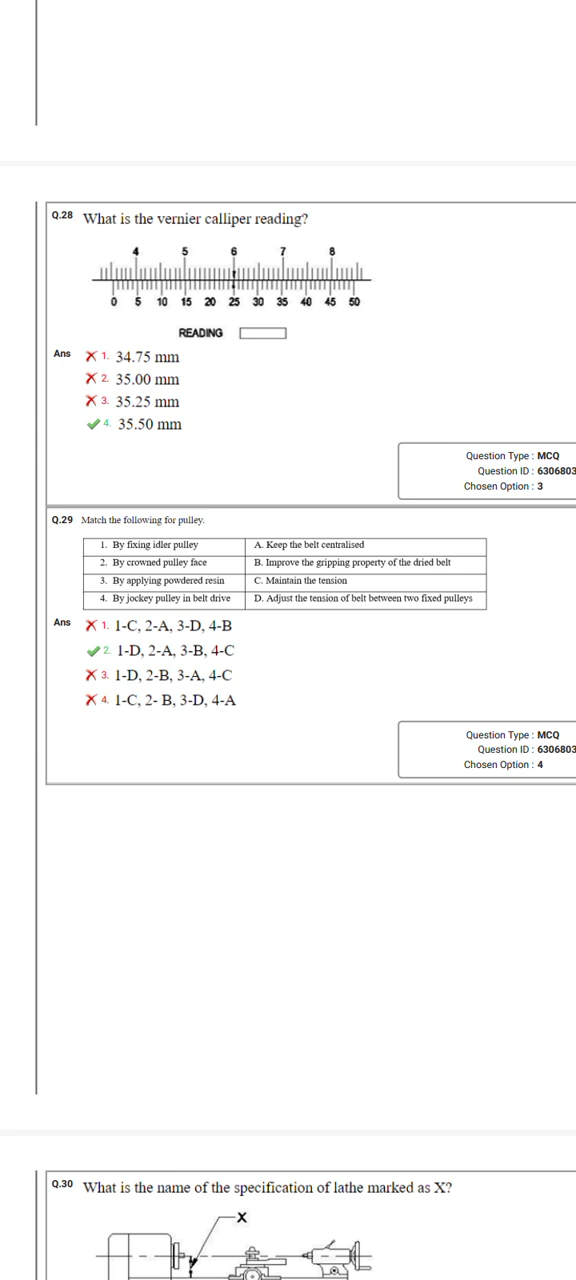 Q.28 What is the vernier calliper reading?
4 5 6 7 8
0 5 10 15 20 25 30 35 40 45 50
READING
Ans 1. 34.75 mm
2. 35.00 mm
3. 35.25 mm
4. 35.50 mm
Question Type : MCQ
Question ID : 6306803
Chosen Option : 3
Q.29 Match the following for pulley.
1. By fixing idler pulley A. Keep the belt centralised
2. By crowned pulley face B. Improve the gripping property of the dried belt
3. By applying powdered resin C. Maintain the tension
4. By jockey pulley in belt drive D. Adjust the tension of belt between two fixed pulleys
Ans 1. 1-C, 2-A, 3-D, 4-B
2. 1-D, 2-A, 3-B, 4-C
3. 1-D, 2-B, 3-A, 4-C
4. 1-C, 2- B, 3-D, 4-A
Question Type : MCQ
Question ID : 6306803
Chosen Option : 4
Q.30 What is the name of the specification of lathe marked as X?
X